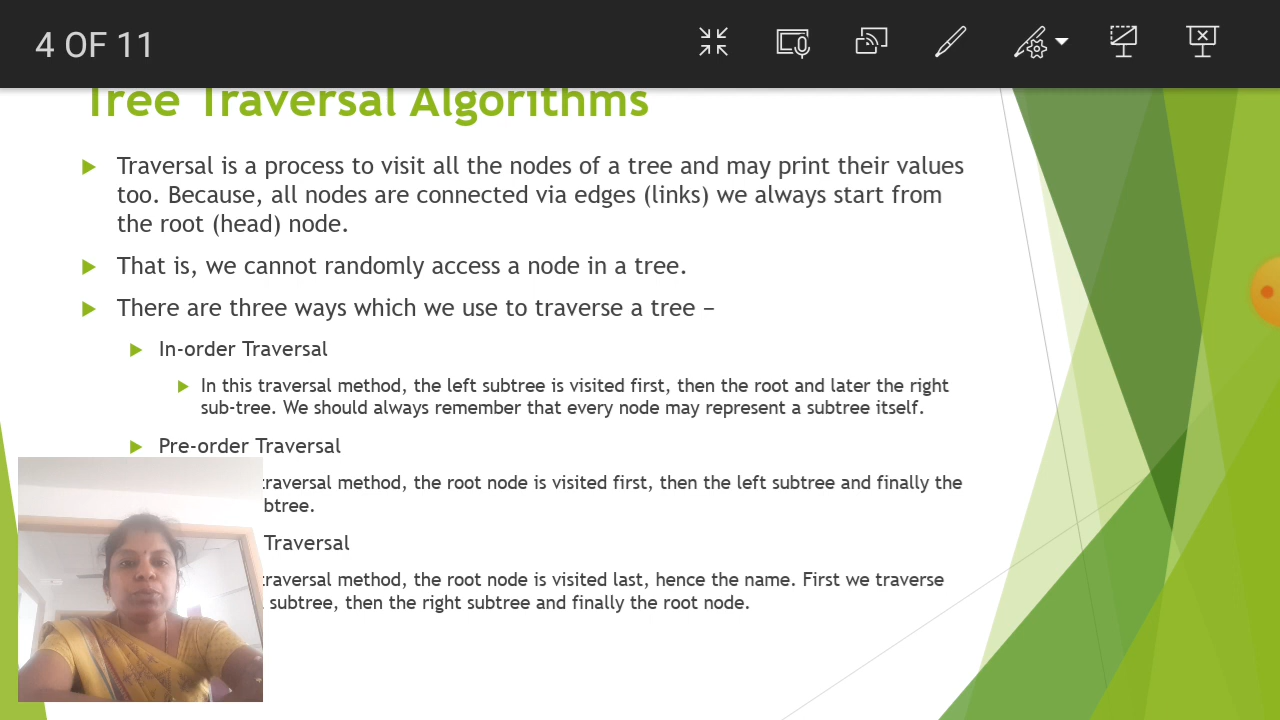 4 OF 11
Tree Traversal Algorithms
Traversal is a process to visit all the nodes of a tree and may print their values
too. Because, all nodes are connected via edges (links) we always start from
the root (head) node.
That is, we cannot randomly access a node in a tree.
There are three ways which we use to traverse a tree –
In-order Traversal
In this traversal method, the left subtree is visited first, then the root and later the right
sub-tree. We should always remember that every node may represent a subtree itself.
Pre-order Traversal
traversal method, the root node is visited first, then the left subtree and finally the
btree.
Traversal
traversal method, the root node is visited last, hence the name. First we traverse
subtree, then the right subtree and finally the root node.